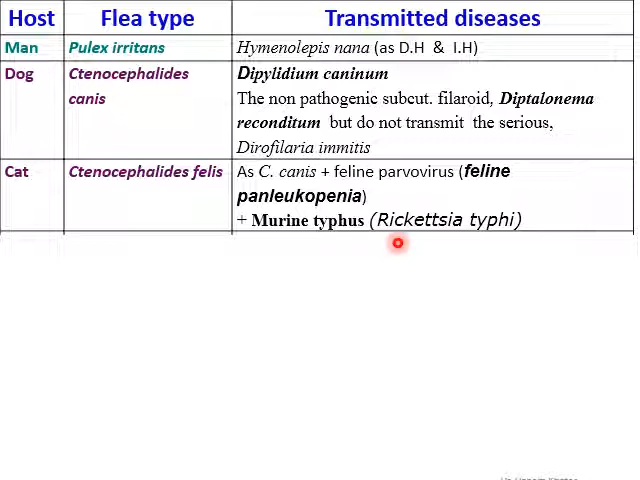 Host Flea type Transmitted diseases
Man Pulex irritans Hymenolepis nana (as D.H & I.H)
Dog Ctenocephalides canis Dipylidium caninum
The non pathogenic subcut. filaroid, Diptalonema
reconditum but do not transmit the serious,
Dirofilaria immitis
Cat Ctenocephalides felis As C. canis + feline parvovirus (feline
panleukopenia)
+ Murine typhus (Rickettsia typhi)